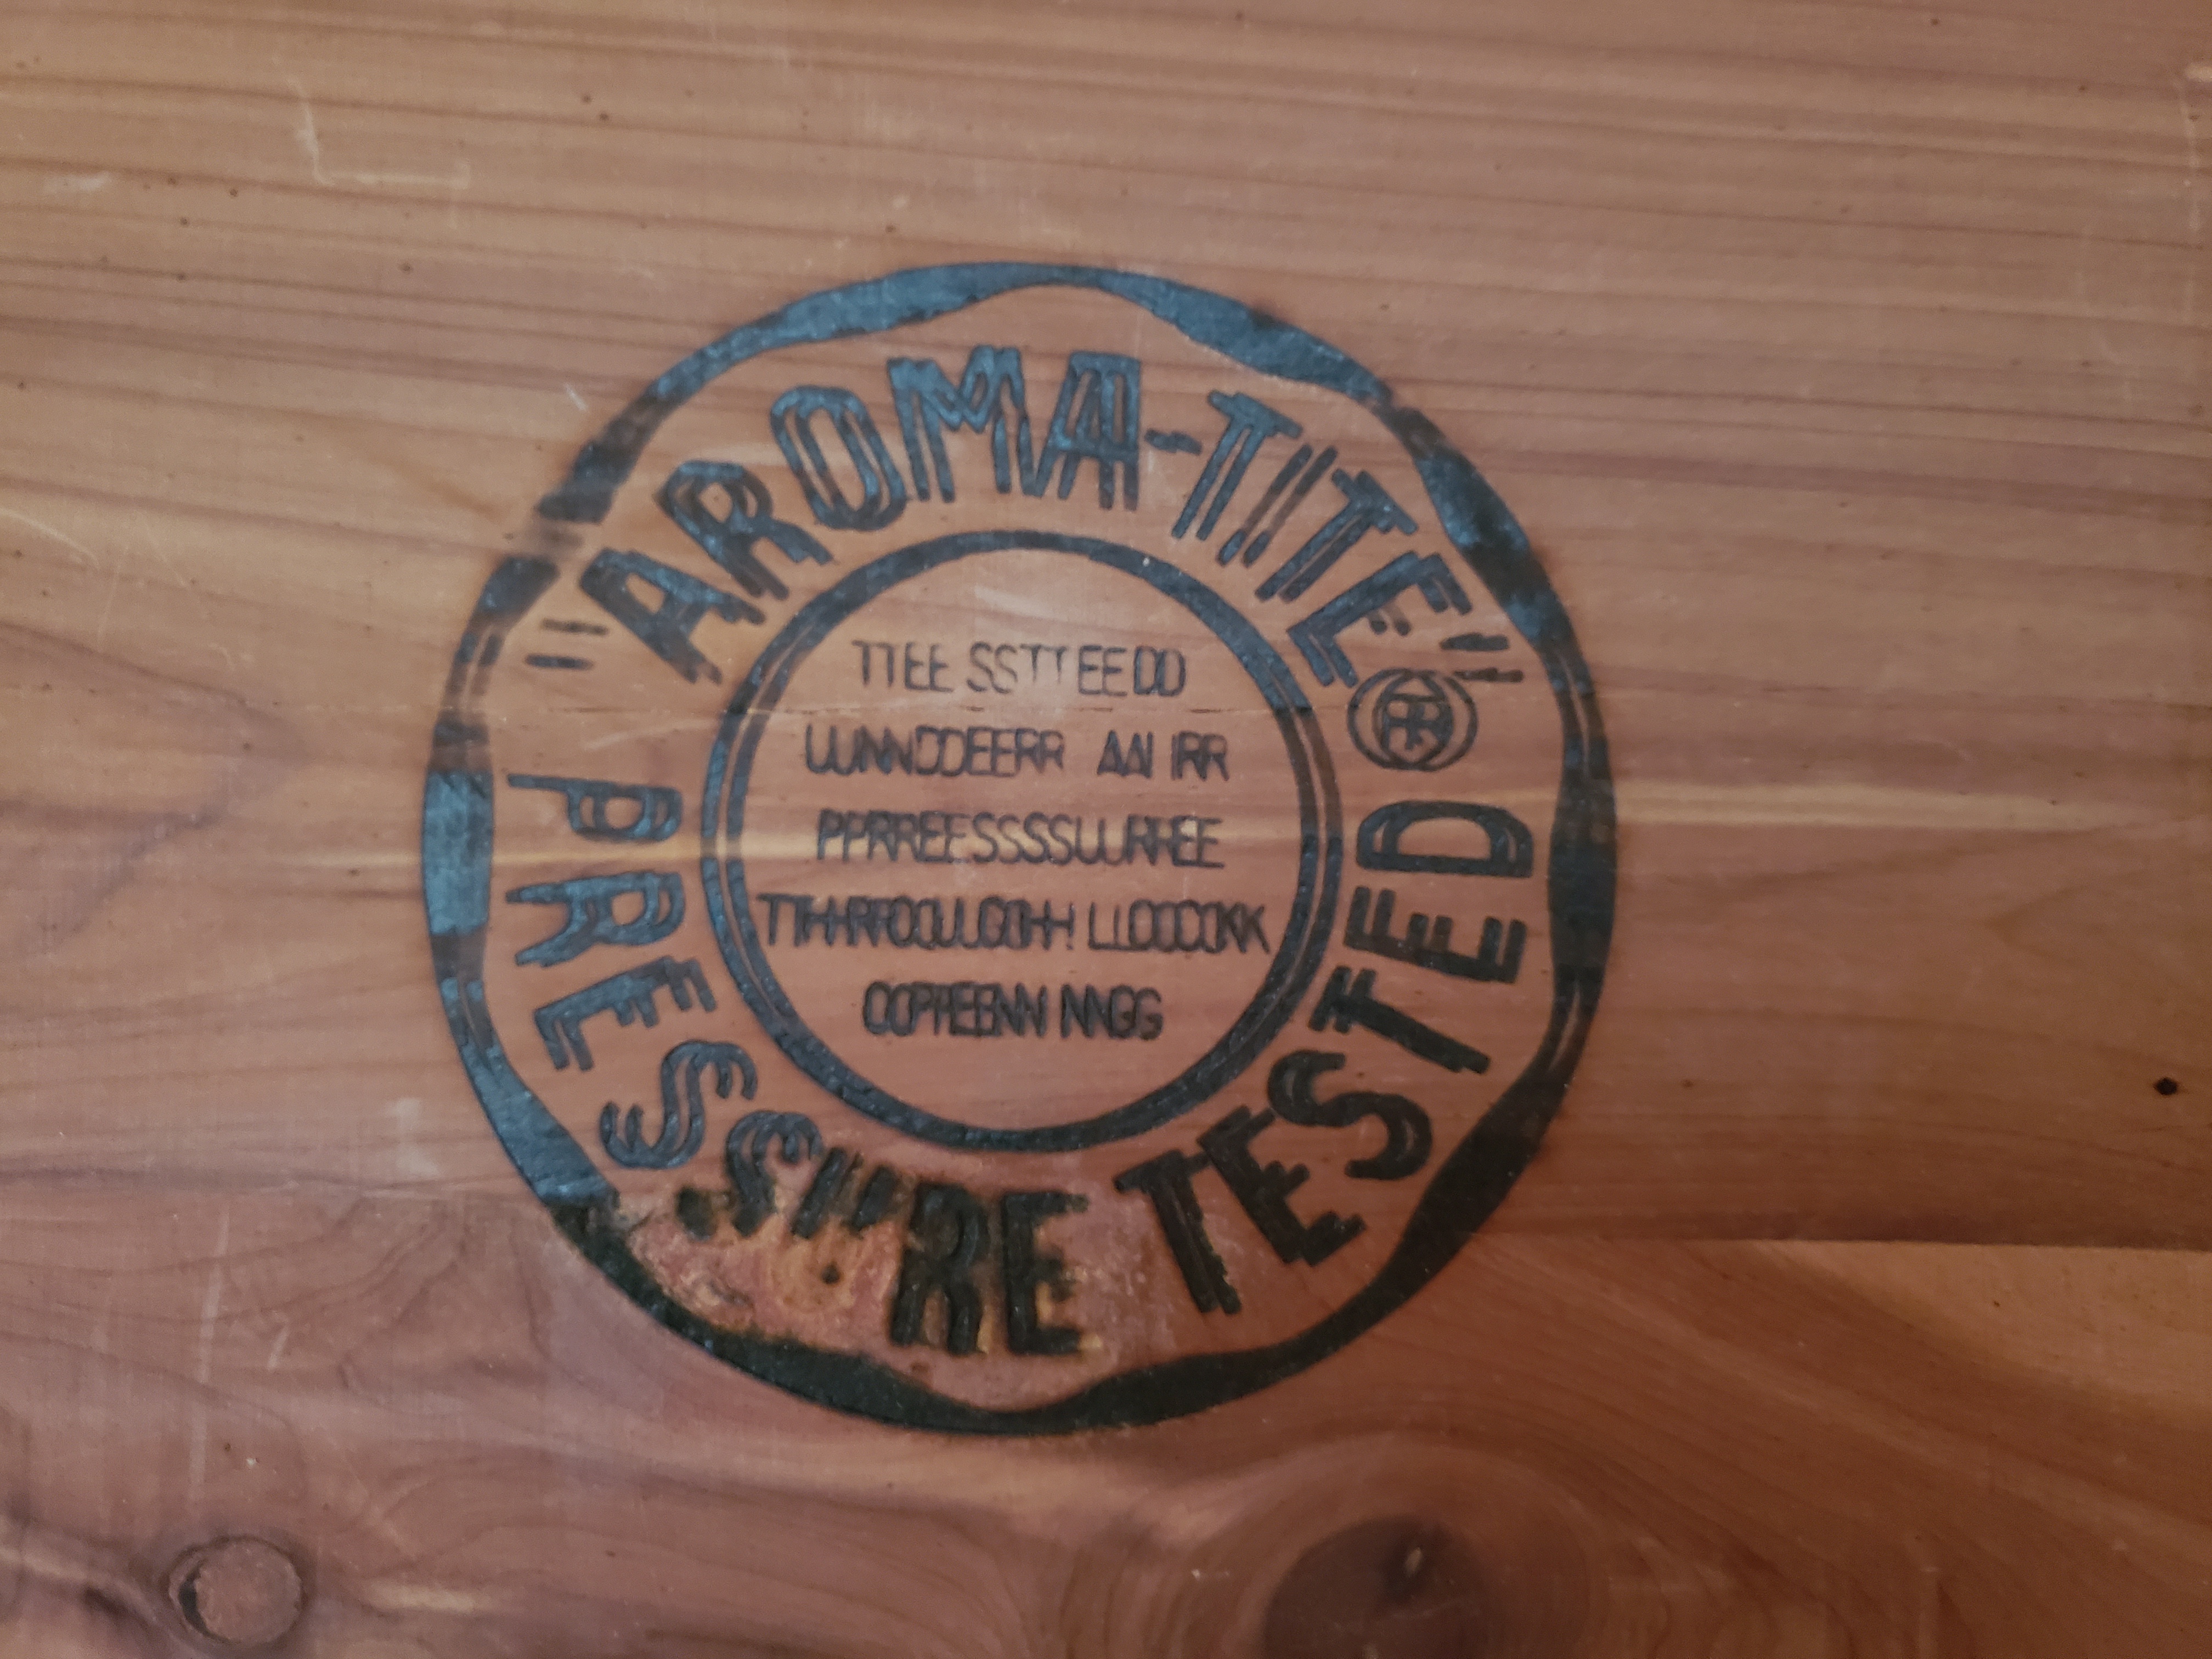 "AROMA-TITE"®
PRESSURE TESTED
TESTED
UNDER AIR
PRESSURE
THROUGH LOCK
OPENING